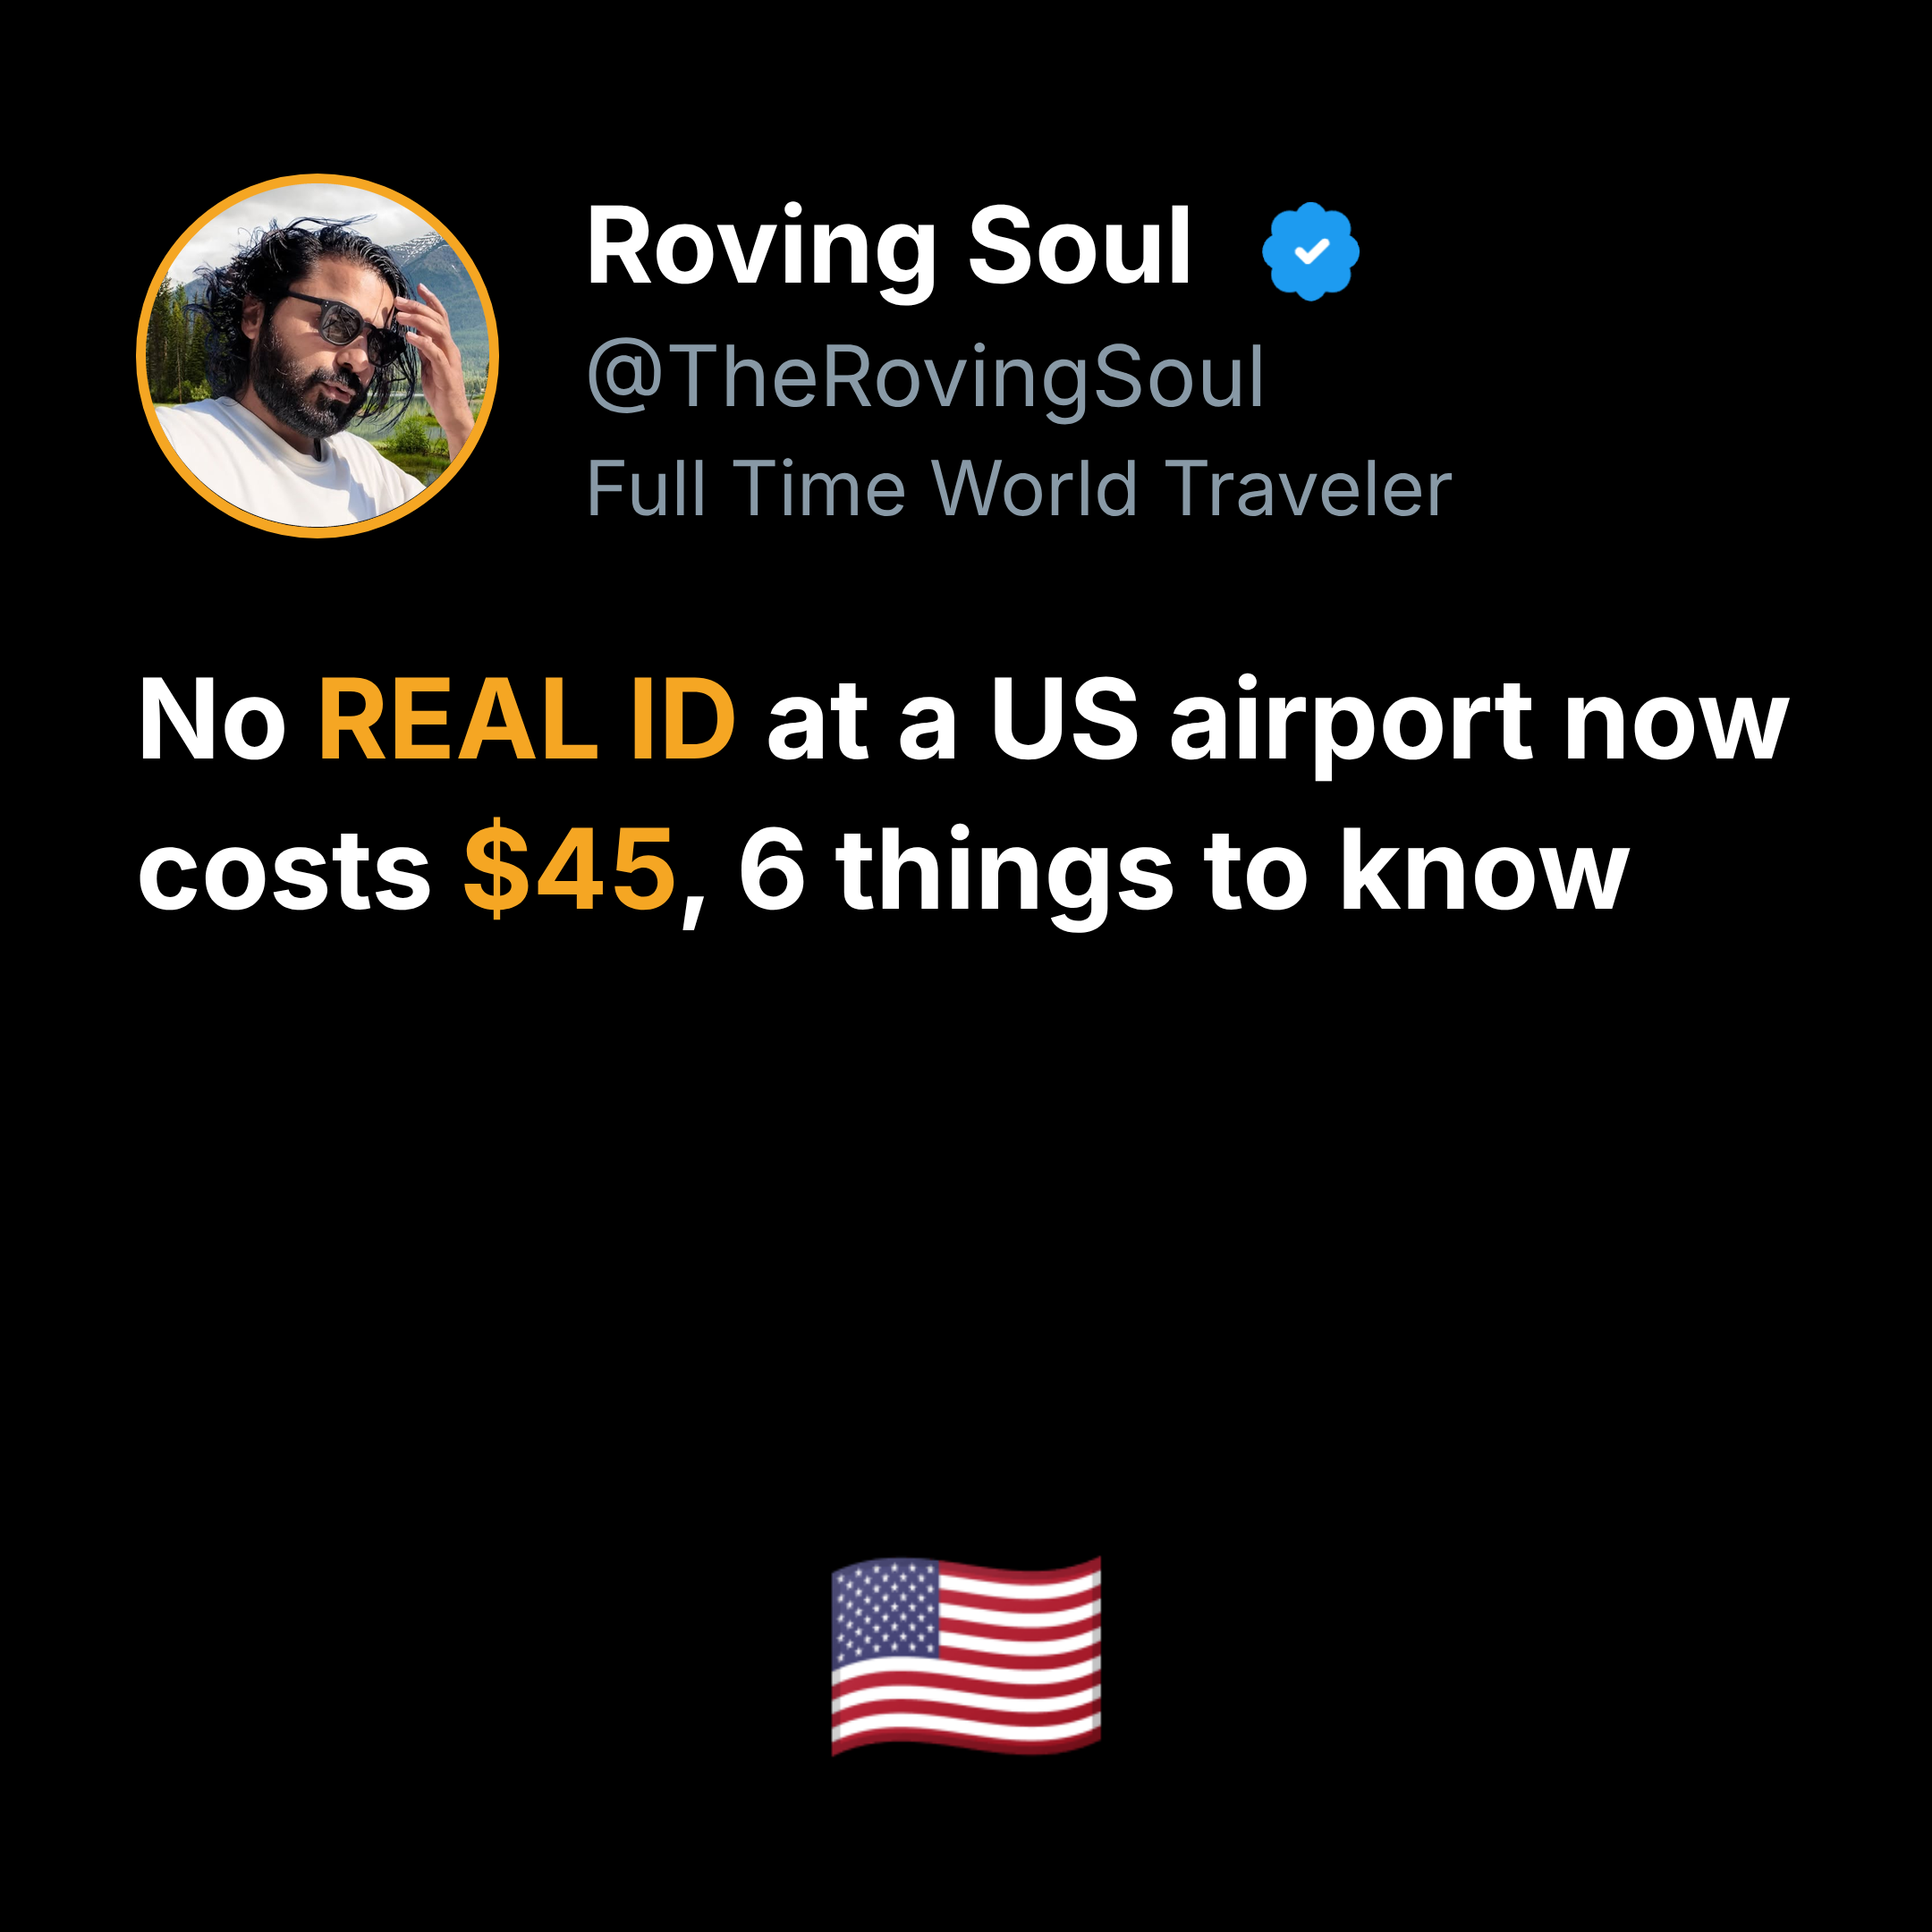 Roving Soul
@TheRovingSoul
Full Time World Traveler
No REAL ID at a US airport now
costs $45, 6 things to know